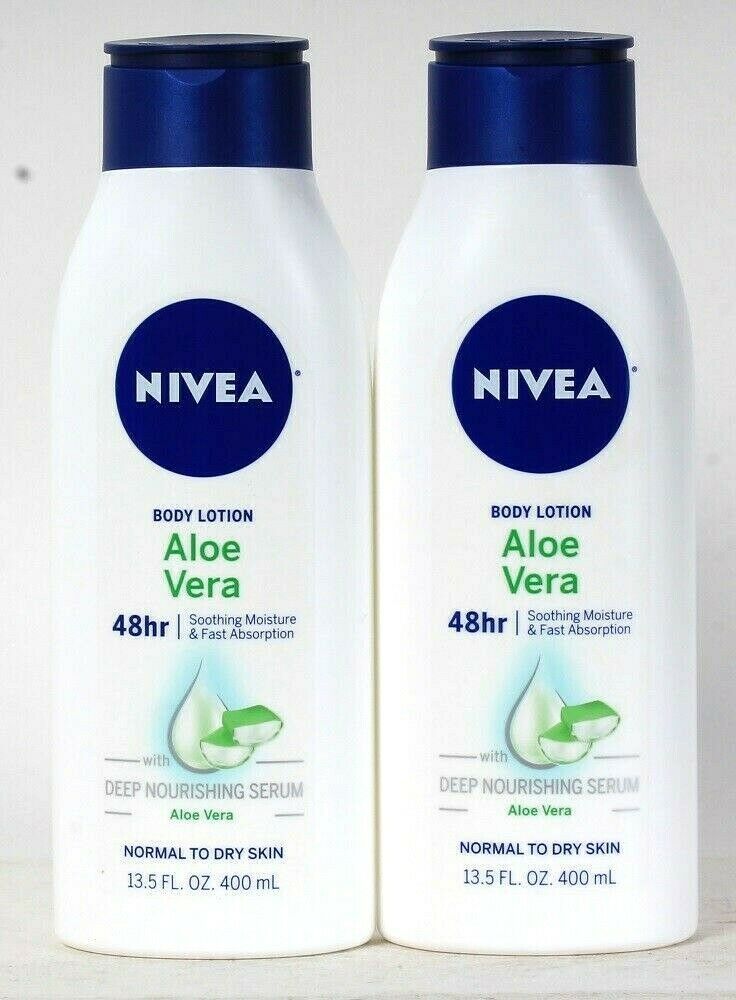 NIVEA
BODY LOTION
Aloe
Vera
48hr | Soothing Moisture
& Fast Absorption
with
DEEP NOURISHING SERUM
Aloe Vera
NORMAL TO DRY SKIN
13.5 FL. OZ. 400 mL
NIVEA
BODY LOTION
Aloe
Vera
48hr | Soothing Moisture
& Fast Absorption
with
DEEP NOURISHING SERUM
Aloe Vera
NORMAL TO DRY SKIN
13.5 FL. OZ. 400 mL